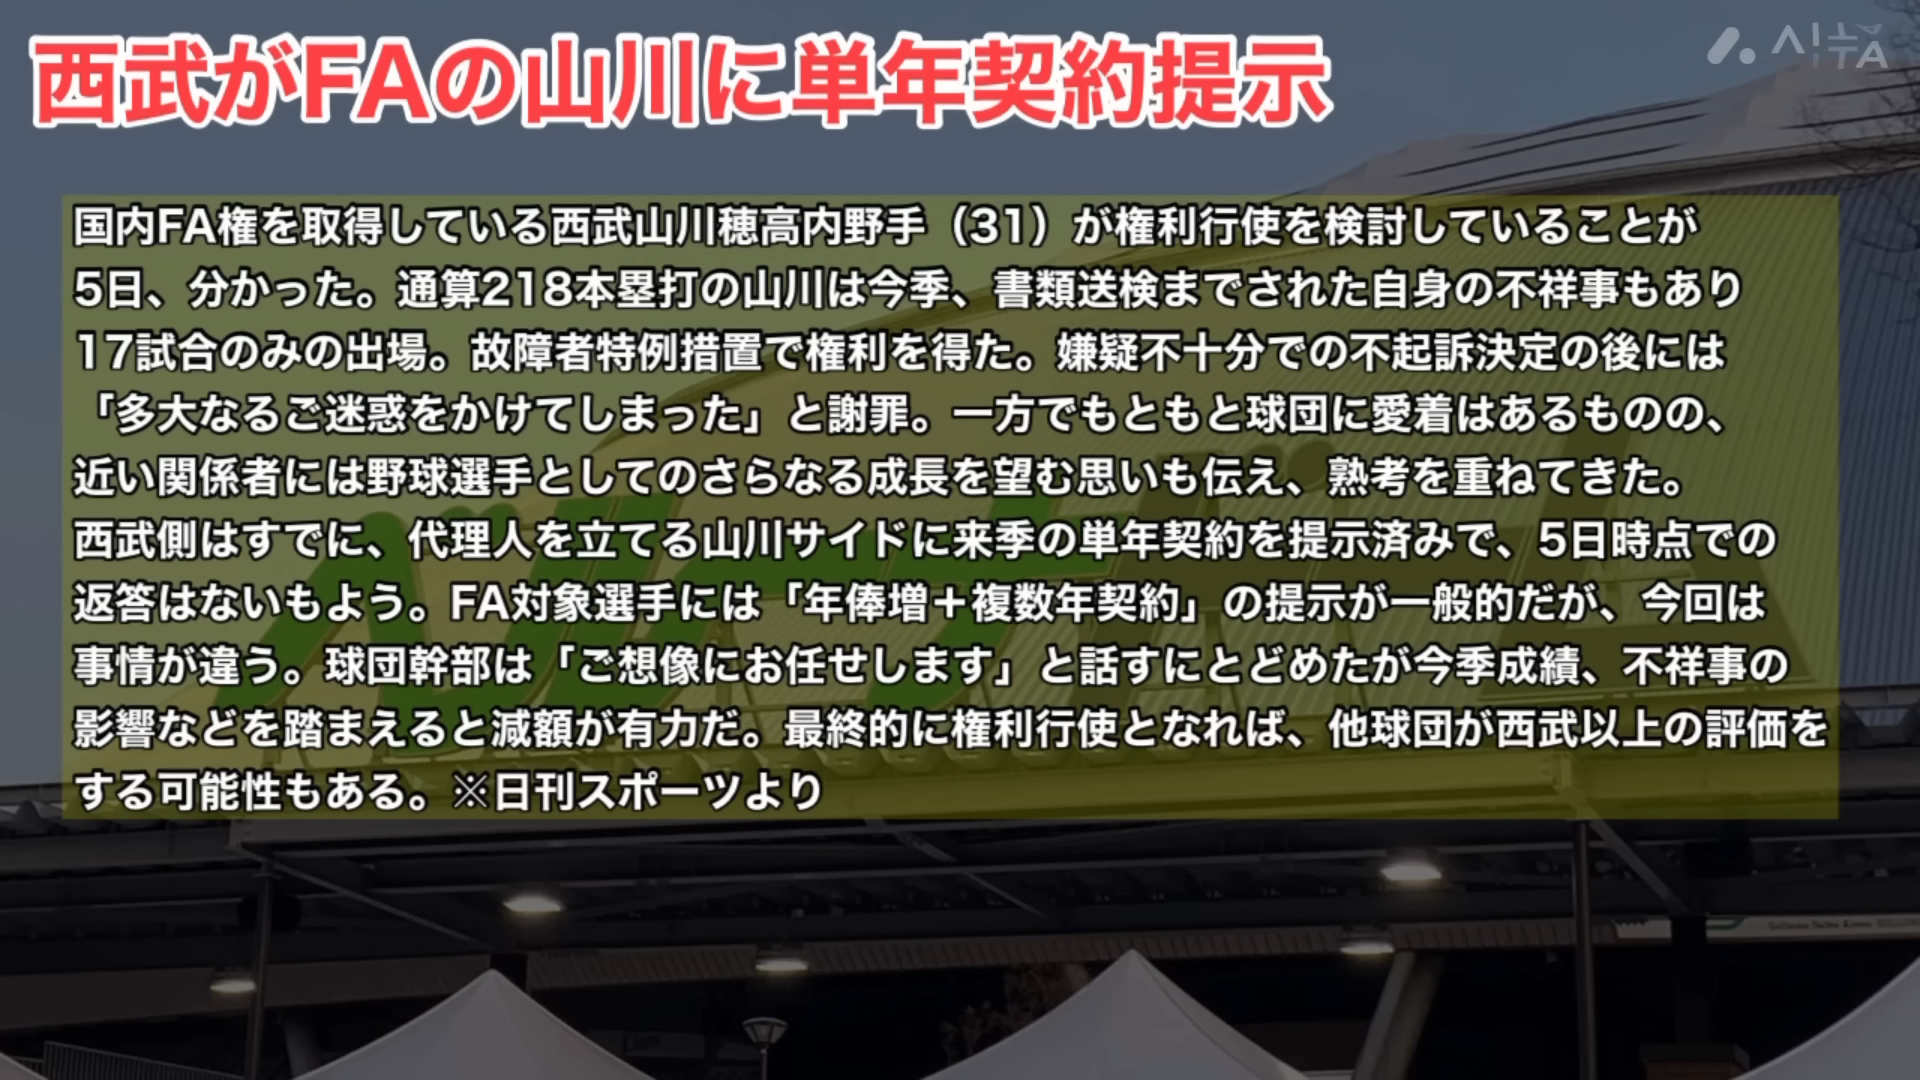 西武がFAの山川に単年契約提示
国内FA権を取得している西武山川穂高内野手（31）が権利行使を検討していることが
5日、分かった。通算218本塁打の山川は今季、書類送検までされた自身の不祥事もあり
17試合のみの出場。故障者特例措置で権利を得た。嫌疑不十分での不起訴決定の後には
「多大なるご迷惑をかけてしまった」と謝罪。一方でもともと球団に愛着はあるものの、
近い関係者には野球選手としてのさらなる成長を望む思いも伝え、熟考を重ねてきた。
西武側はすでに、代理人を立てる山川サイドに来季の単年契約を提示済みで、5日時点での
返答はないもよう。FA対象選手には「年俸増＋複数年契約」の提示が一般的だが、今回は
事情が違う。球団幹部は「ご想像にお任せします」と話すにとどめたが今季成績、不祥事の
影響などを踏まえると減額が有力だ。最終的に権利行使となれば、他球団が西武以上の評価を
する可能性もある。※日刊スポーツより